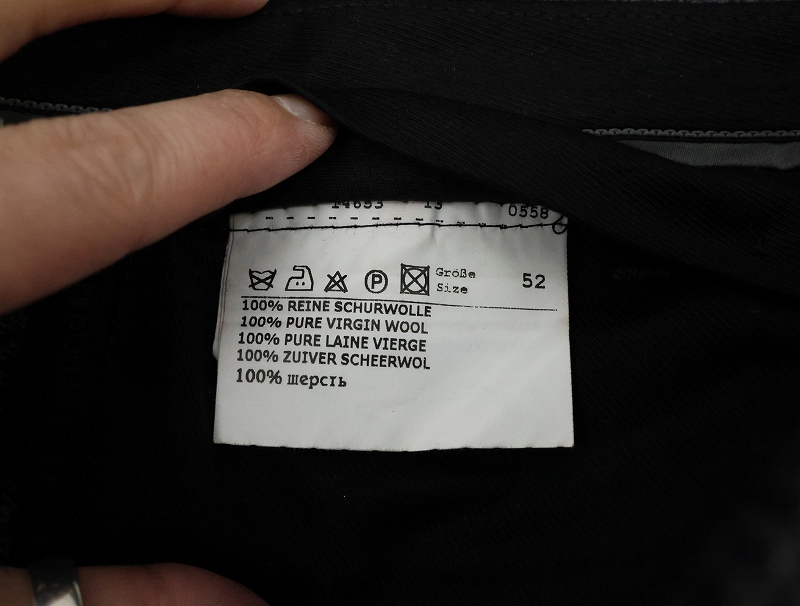 14693 13 0558
P Größe
Size 52
100% REINE SCHURWOLLE
100% PURE VIRGIN WOOL
100% PURE LAINE VIERGE
100% ZUIVER SCHEERWOL
100% шерсть